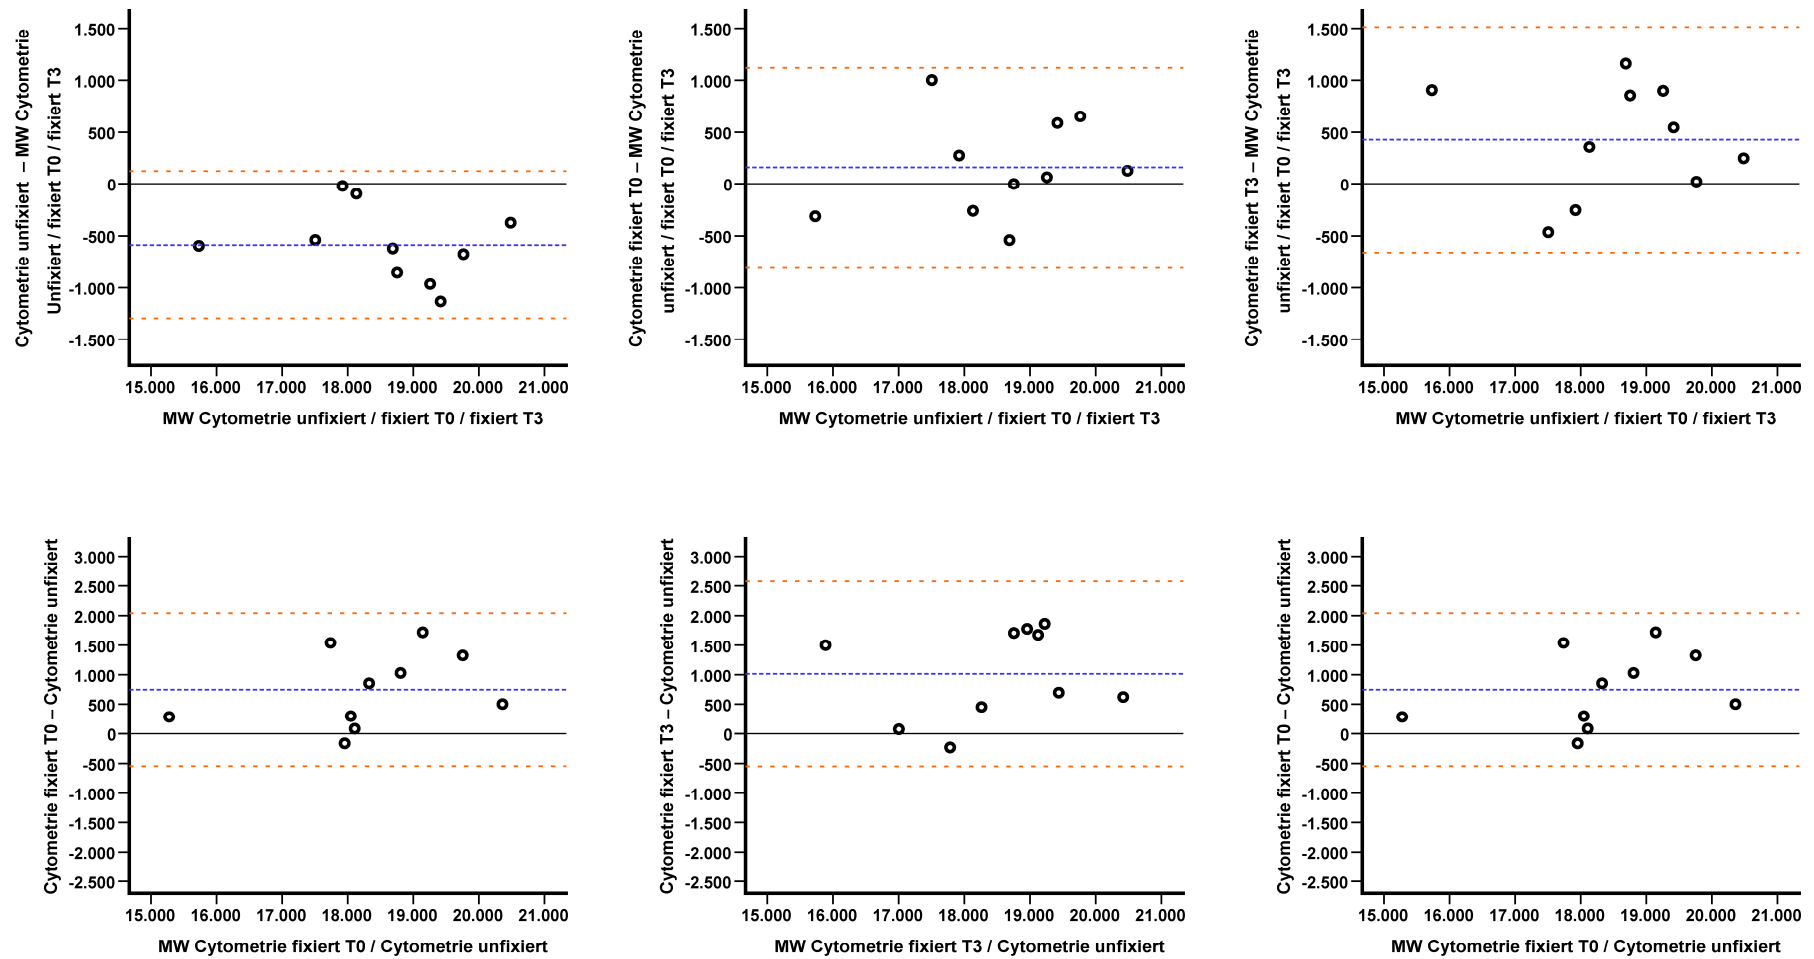 Cytometrie unfixiert – MW Cytometrie
Unfixiert / fixiert T0 / fixiert T3
1.500
1.000
500
0
-500
-1.000
-1.500
15.000 16.000 17.000 18.000 19.000 20.000 21.000
MW Cytometrie unfixiert / fixiert T0 / fixiert T3
Cytometrie fixiert T0 – MW Cytometrie
unfixiert / fixiert T0 / fixiert T3
1.500
1.000
500
0
-500
-1.000
-1.500
15.000 16.000 17.000 18.000 19.000 20.000 21.000
MW Cytometrie unfixiert / fixiert T0 / fixiert T3
Cytometrie fixiert T3 – MW Cytometrie
unfixiert / fixiert T0 / fixiert T3
1.500
1.000
500
0
-500
-1.000
-1.500
15.000 16.000 17.000 18.000 19.000 20.000 21.000
MW Cytometrie unfixiert / fixiert T0 / fixiert T3
Cytometrie fixiert T0 – Cytometrie unfixiert
3.000
2.500
2.000
1.500
1.000
500
0
-500
-1.000
-1.500
-2.000
-2.500
15.000 16.000 17.000 18.000 19.000 20.000 21.000
MW Cytometrie fixiert T0 / Cytometrie unfixiert
Cytometrie fixiert T3 – Cytometrie unfixiert
3.000
2.500
2.000
1.500
1.000
500
0
-500
-1.000
-1.500
-2.000
-2.500
15.000 16.000 17.000 18.000 19.000 20.000 21.000
MW Cytometrie fixiert T3 / Cytometrie unfixiert
Cytometrie fixiert T0 – Cytometrie unfixiert
3.000
2.500
2.000
1.500
1.000
500
0
-500
-1.000
-1.500
-2.000
-2.500
15.000 16.000 17.000 18.000 19.000 20.000 21.000
MW Cytometrie fixiert T0 / Cytometrie unfixiert